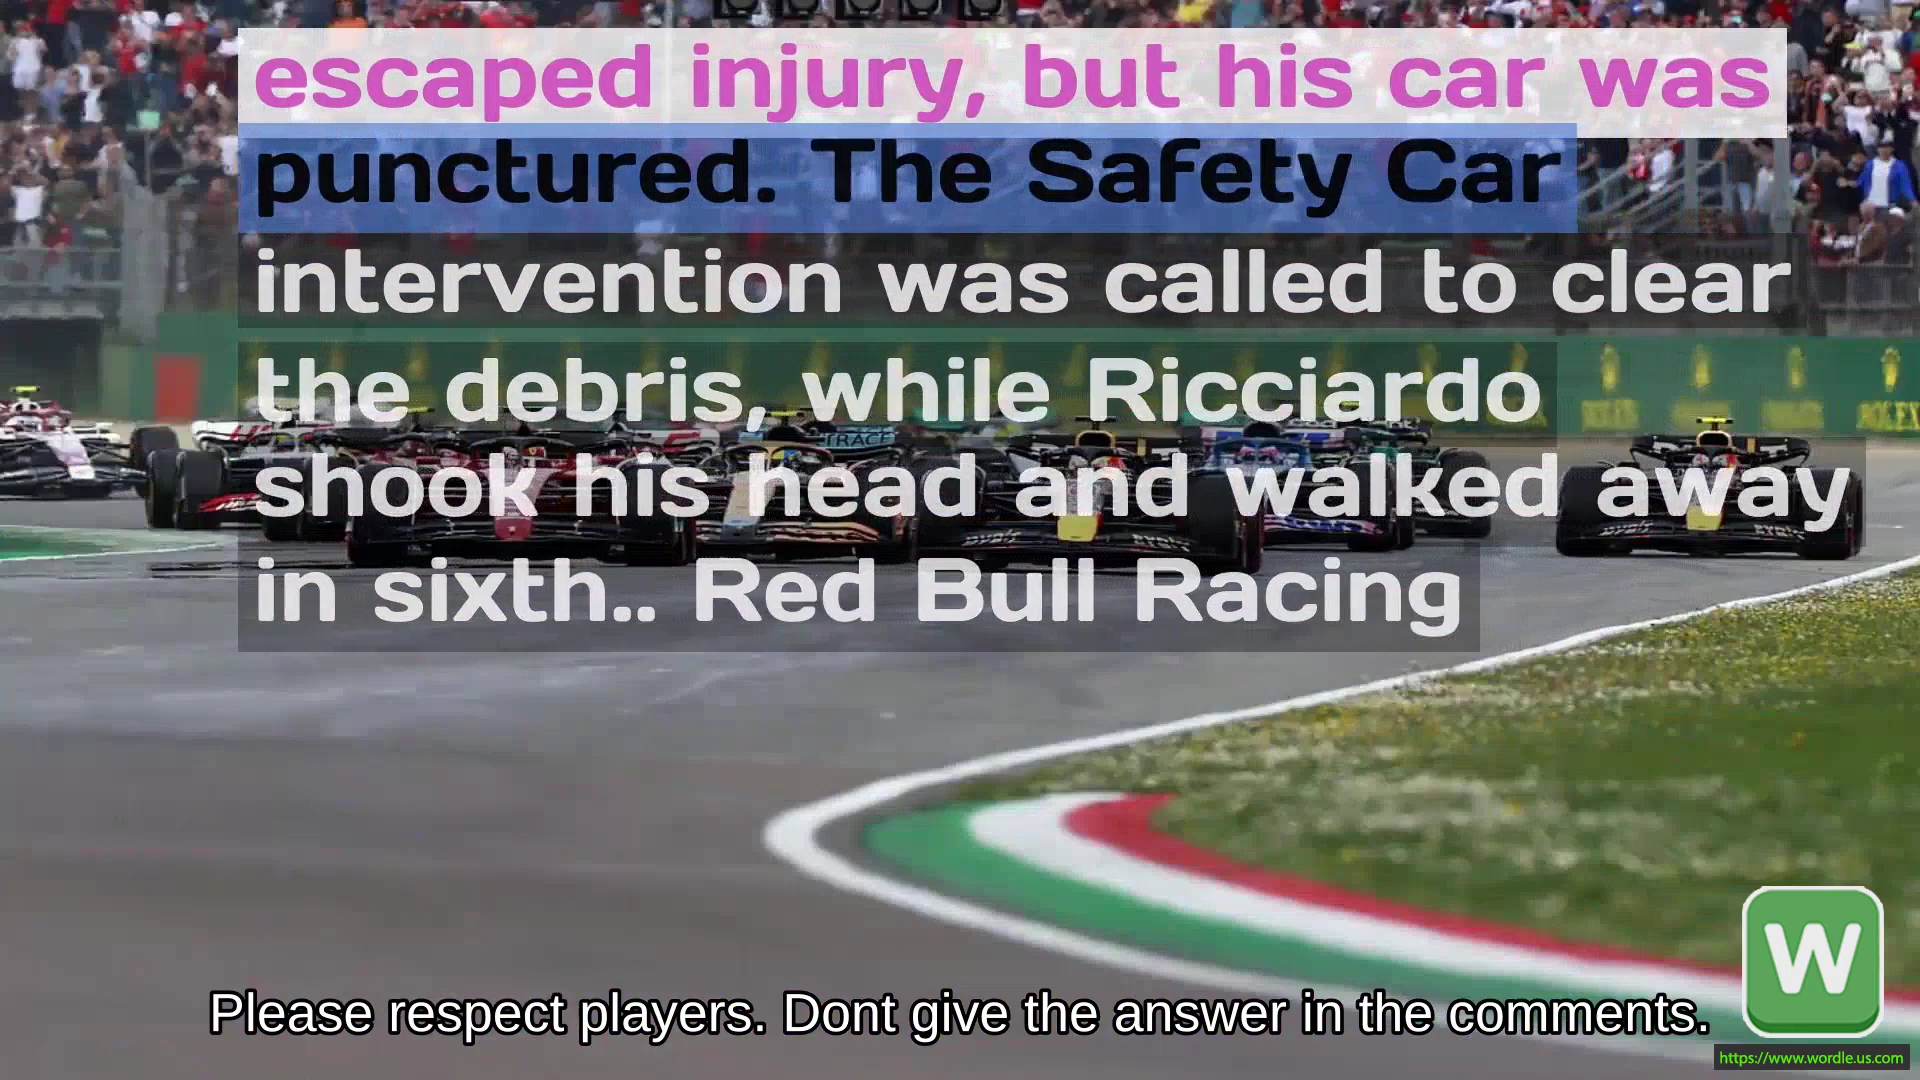 escaped injury, but his car was
punctured. The Safety Car
intervention was called to clear
the debris, while Ricciardo
shook his head and walked away
in sixth.. Red Bull Racing
ROLEX
TRACE
W
Please respect players. Dont give the answer in the comments.
https://www.wordle.us.com